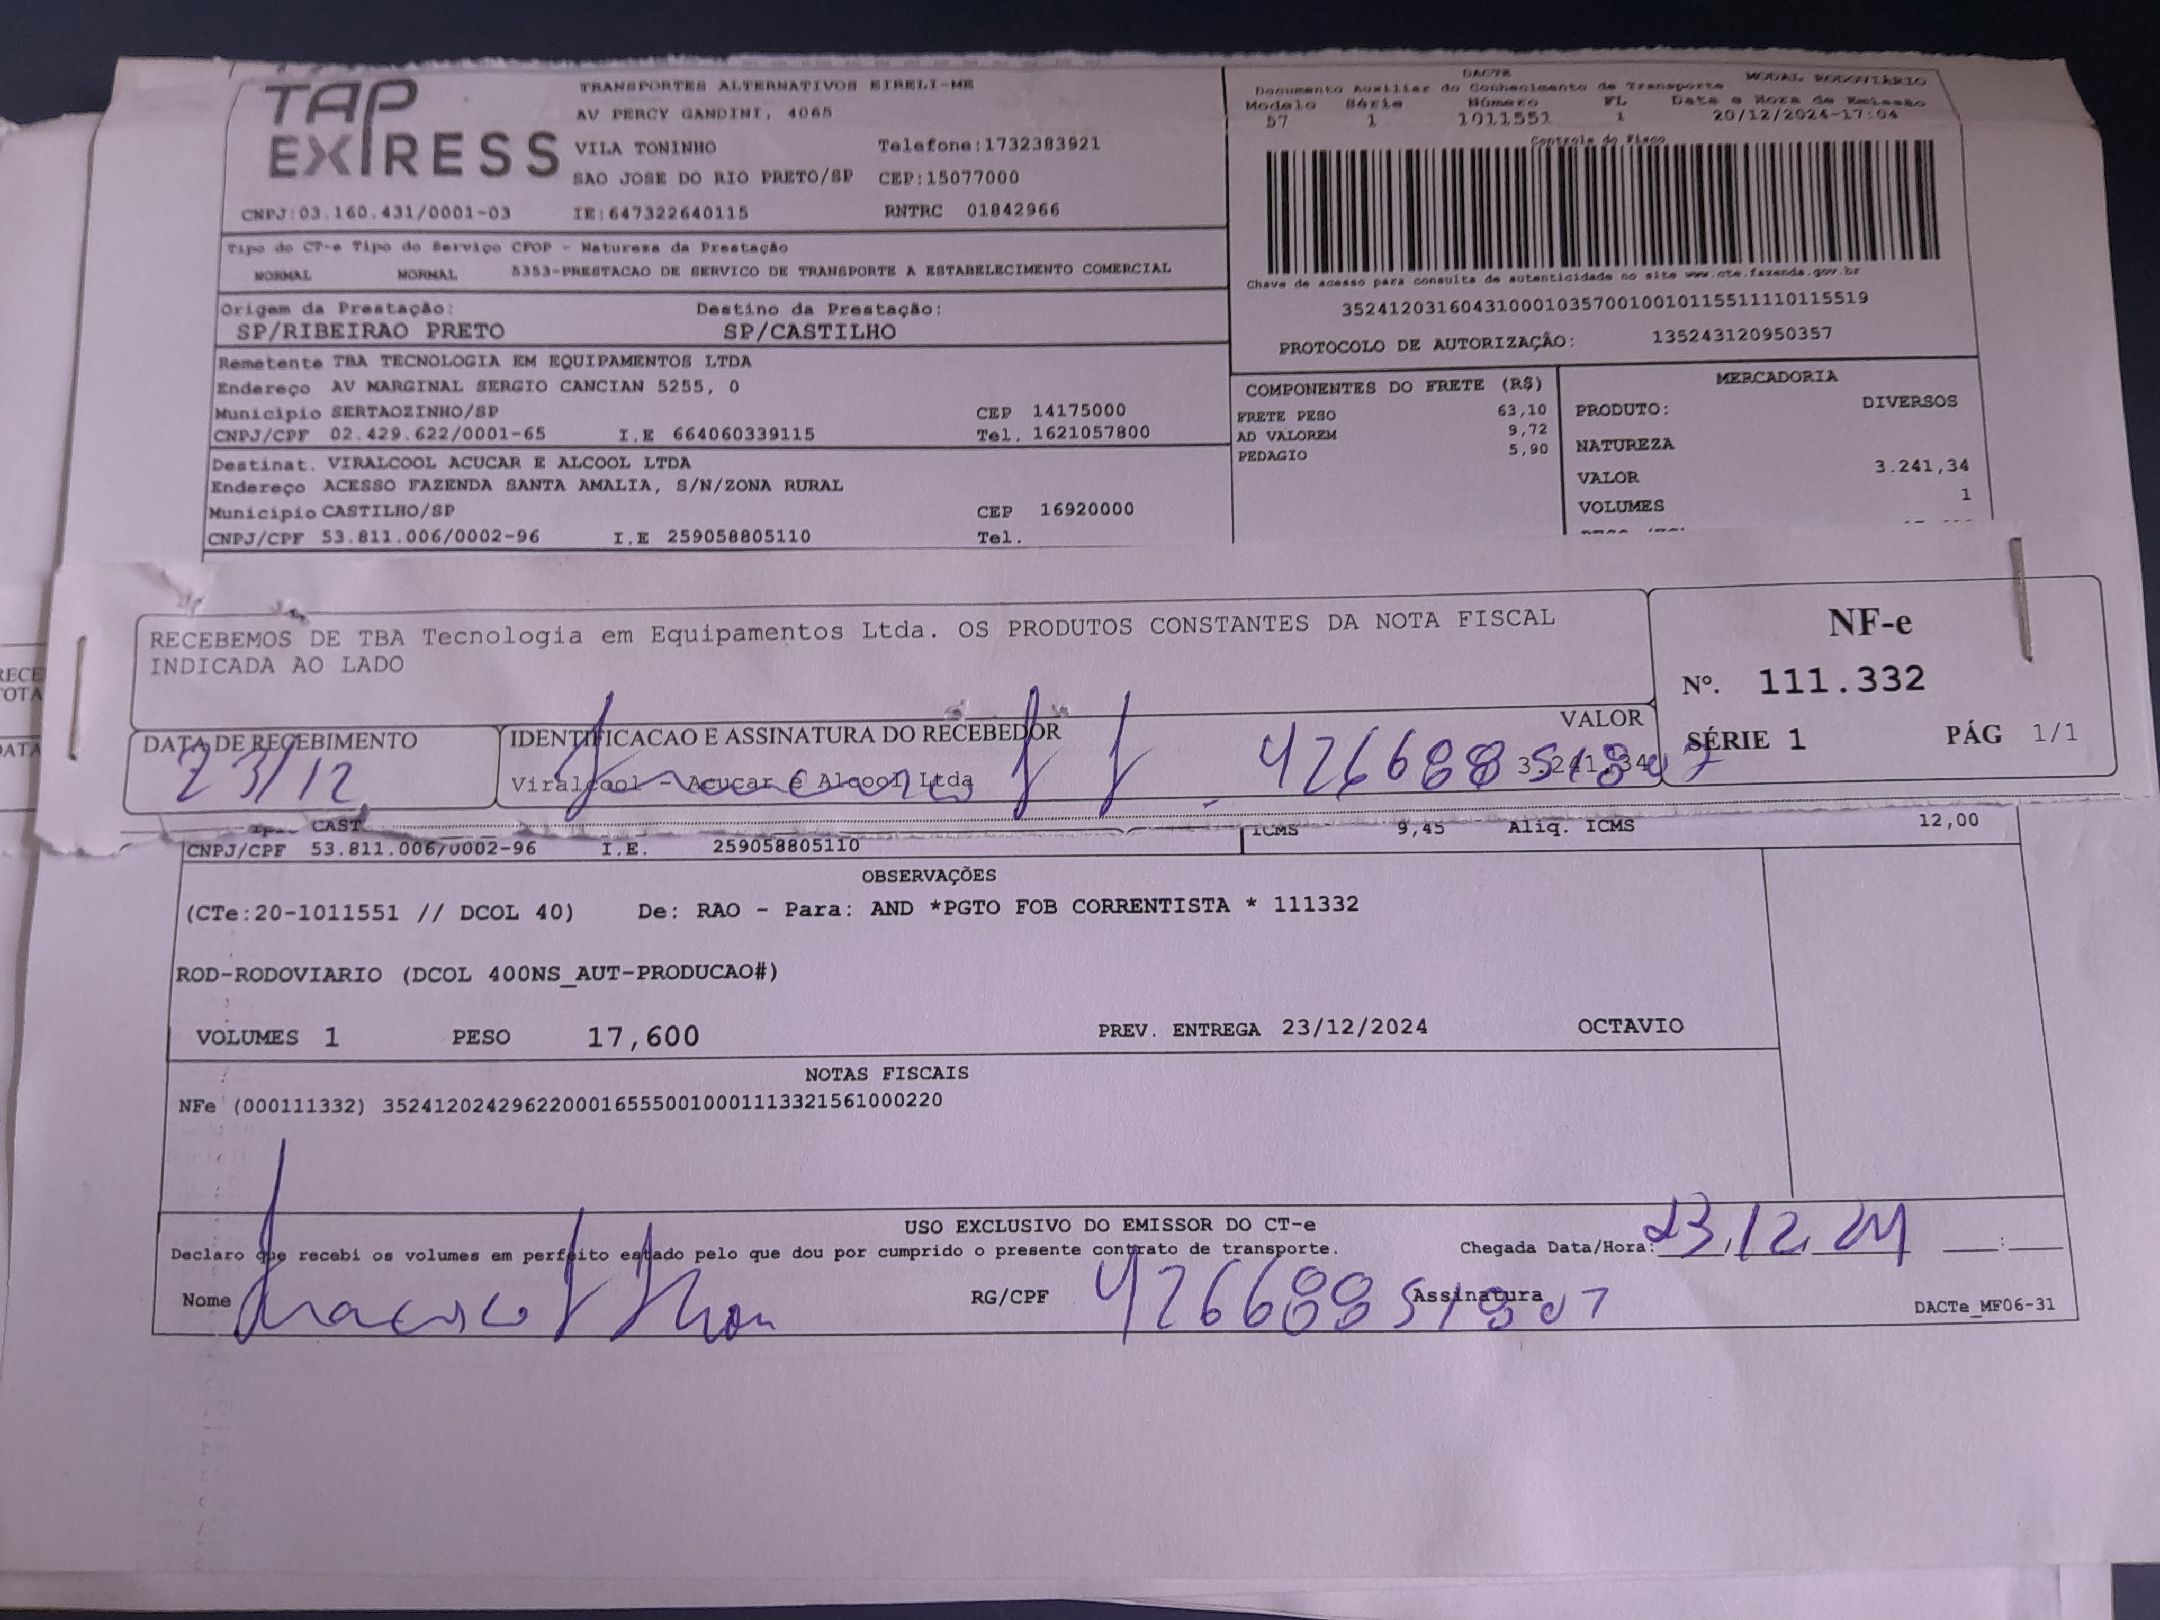 TAP EXPRESS
TRANSPORTES ALTERNATIVOS EIRELI-ME
AV PERCY GANDINI, 4065
VILA TONINHO Telefone:1732383921
SAO JOSE DO RIO PRETO/SP CEP:15077000
CNPJ:03.160.431/0001-03 IE:647322640115 RNTRC 01842966
DACTE MODAL RODOVIÁRIO
Documento Auxiliar do Conhecimento de Transporte
Modelo Série Número FL Data e Hora de Emissão
57 1 1011551 1 20/12/2024-17:04
Controle do Fisco
Chave de acesso para consulta de autenticidade no site www.cte.fazenda.gov.br
35241203160431000103570010010115511110115519
PROTOCOLO DE AUTORIZAÇÃO: 135243120950357
Tipo do CT-e Tipo do Serviço CFOP - Natureza da Prestação
NORMAL NORMAL 5353-PRESTACAO DE SERVICO DE TRANSPORTE A ESTABELECIMENTO COMERCIAL
Origem da Prestação: Destino da Prestação:
SP/RIBEIRAO PRETO SP/CASTILHO
Remetente TBA TECNOLOGIA EM EQUIPAMENTOS LTDA
Endereço AV MARGINAL SERGIO CANCIAN 5255, 0
Município SERTAOZINHO/SP CEP 14175000
CNPJ/CPF 02.429.622/0001-65 I.E 664060339115 Tel. 1621057800
Destinat. VIRALCOOL ACUCAR E ALCOOL LTDA
Endereço ACESSO FAZENDA SANTA AMALIA, S/N/ZONA RURAL
Município CASTILHO/SP CEP 16920000
CNPJ/CPF 53.811.006/0002-96 I.E 259058805110 Tel.
COMPONENTES DO FRETE (R$)
FRETE PESO 63,10
AD VALOREM 9,72
PEDAGIO 5,90
MERCADORIA
PRODUTO: DIVERSOS
NATUREZA
VALOR 3.241,34
VOLUMES 1
RECEBEMOS DE TBA Tecnologia em Equipamentos Ltda. OS PRODUTOS CONSTANTES DA NOTA FISCAL
INDICADA AO LADO
NF-e
Nº. 111.332
SÉRIE 1 PÁG 1/1
DATA DE RECEBIMENTO IDENTIFICACAO E ASSINATURA DO RECEBEDOR VALOR
23/12 Viralcool - Acucar e Alcool Ltda 3.241,34
42668851807
CAST
ICMS 9,45 Aliq. ICMS 12,00
CNPJ/CPF 53.811.006/0002-96 I.E. 259058805110
OBSERVAÇÕES
(CTe:20-1011551 // DCOL 40) De: RAO - Para: AND *PGTO FOB CORRENTISTA * 111332
ROD-RODOVIARIO (DCOL 400NS_AUT-PRODUCAO#)
VOLUMES 1 PESO 17,600 PREV. ENTREGA 23/12/2024 OCTAVIO
NOTAS FISCAIS
NFe (000111332) 35241202429622000165550010001113321561000220
USO EXCLUSIVO DO EMISSOR DO CT-e
Declaro que recebi os volumes em perfeito estado pelo que dou por cumprido o presente contrato de transporte. Chegada Data/Hora: 23/12/24 __:__
Nome RG/CPF 42668851807 Assinatura
DACTe_MF06-31